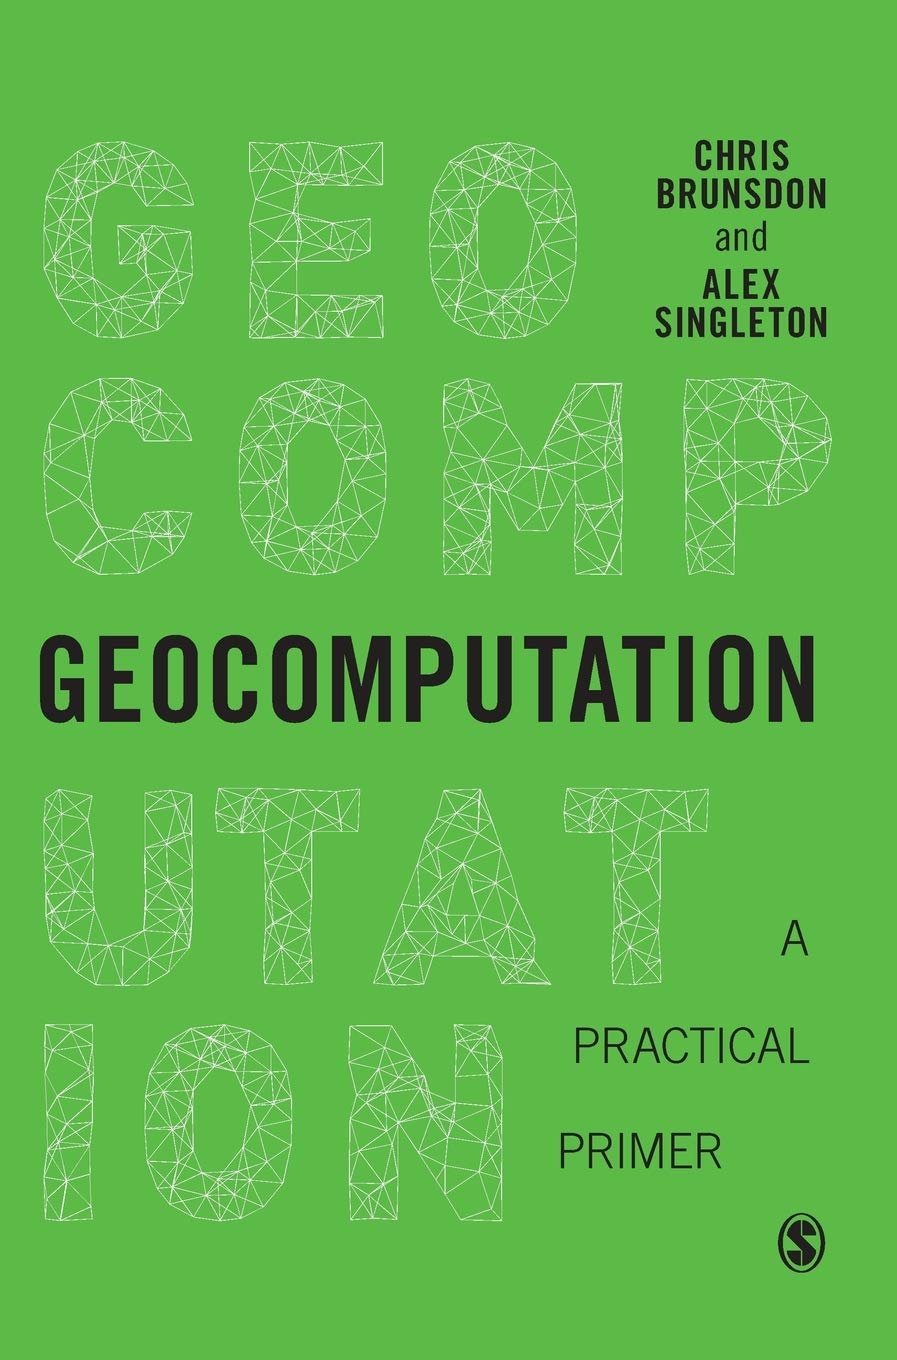 GEO
CHRIS
BRUNSDON
and
ALEX
SINGLETON
COMP
GEOCOMPUTATION
UTAT
A
PRACTICAL
ION
PRIMER
S